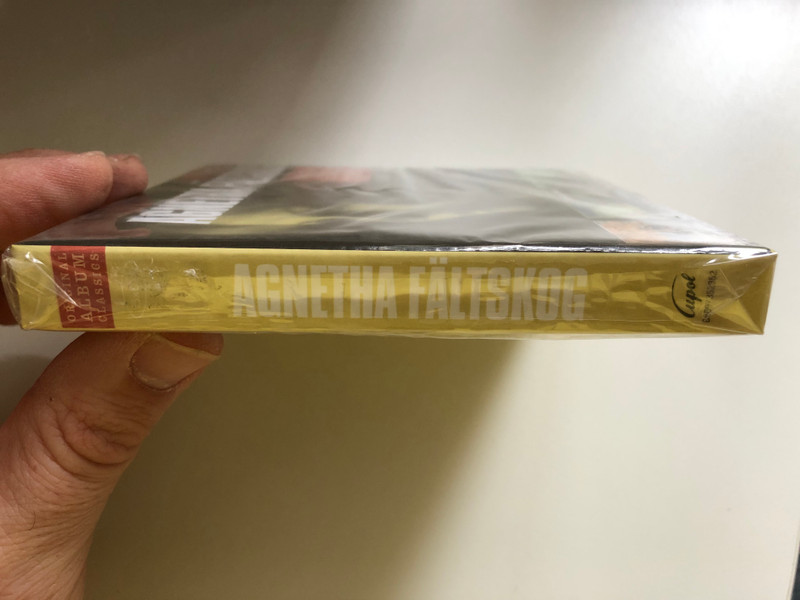 ORIGINAL
ALBUM
CLASSICS
AGNETHA FÄLTSKOG
Cupol